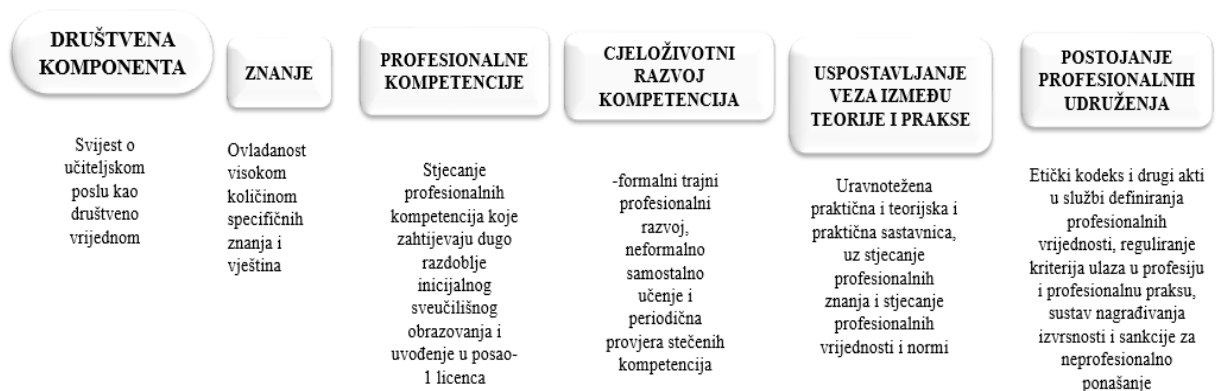 DRUŠTVENA
KOMPONENTA
Svijest o
učiteljskom
poslu kao
društveno
vrijednom
ZNANJE
Ovladanost
visokom
količinom
specifičnih
znanja i
vještina
PROFESIONALNE
KOMPETENCIJE
Stjecanje
profesionalnih
kompetencija koje
zahtijevaju dugo
razdoblje
inicijalnog
sveučilišnog
obrazovanja i
uvođenje u posao-
1 licenca
CJELOŽIVOTNI
RAZVOJ
KOMPETENCIJA
-formalni trajni
profesionalni
razvoj,
neformalno
samostalno
učenje i
periodična
provjera stečenih
kompetencija
USPOSTAVLJANJE
VEZA IZMEĐU
TEORIJE I PRAKSE
Uravnotežena
praktična i teorijska i
praktična sastavnica,
uz stjecanje
profesionalnih
znanja i stjecanje
profesionalnih
vrijednosti i normi
POSTOJANJE
PROFESIONALNIH
UDRUŽENJA
Etički kodeks i drugi akti
u službi definiranja
profesionalnih
vrijednosti, reguliranje
kriterija ulaza u profesiju
i profesionalnu praksu,
sustav nagrađivanja
izvrsnosti i sankcije za
neprofesionalno
ponašanje